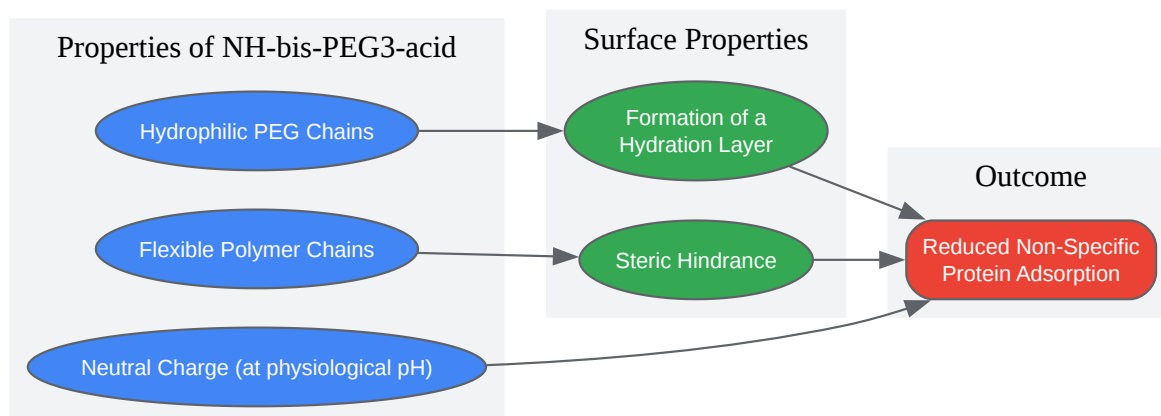 Properties of NH-bis-PEG3-acid
Hydrophilic PEG Chains
Flexible Polymer Chains
Neutral Charge (at physiological pH)
Surface Properties
Formation of a
Hydration Layer
Steric Hindrance
Outcome
Reduced Non-Specific
Protein Adsorption